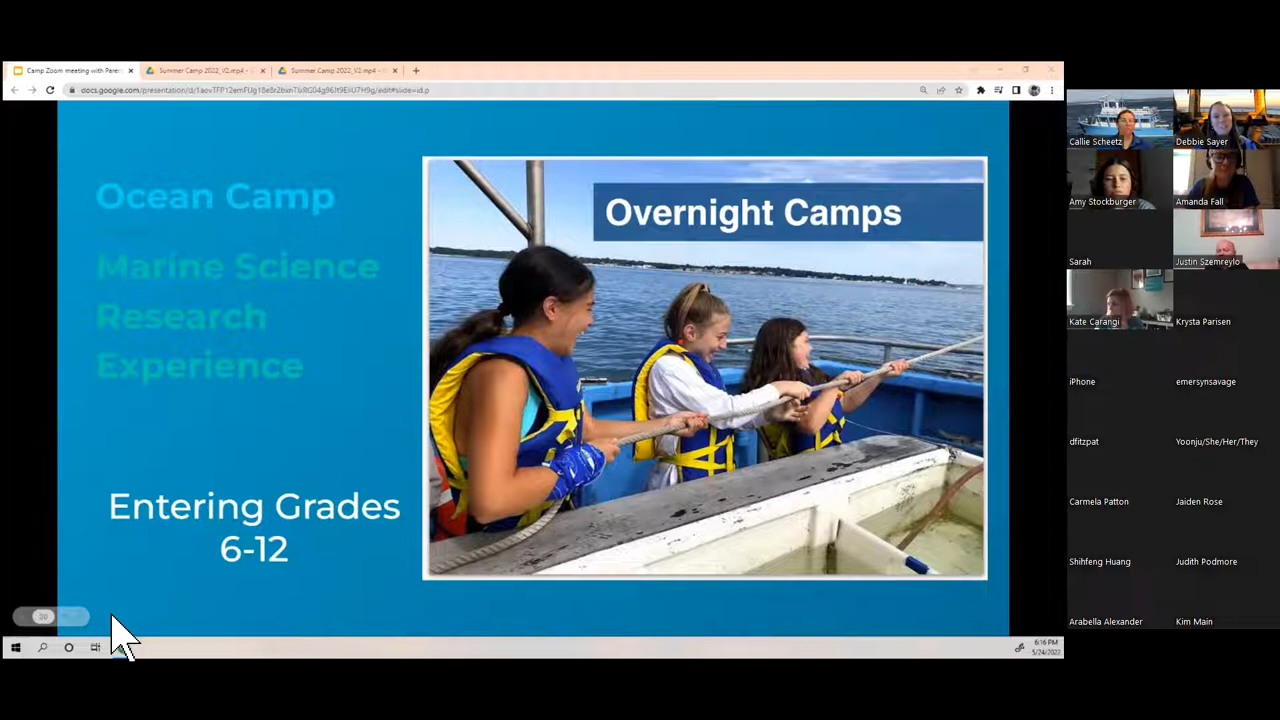 Camp Zoom meeting with Paren
Summer Camp 2022_V2.mp4 -
Summer Camp 2022_V2.mp4 -
Ocean Camp
Marine Science
Research
Experience
Entering Grades
6-12
Overnight Camps
20
6:16 PM
5/24/2022
Callie Scheetz
Debbie Sayer
Amy Stockburger
Amanda Fall
Sarah
Justin Szemreylo
Kate Carangi
Krysta Parisen
iPhone
emersynsavage
dfitzpat
Yoonju/She/Her/They
Carmela Patton
Jaiden Rose
Shihfeng Huang
Judith Podmore
Arabella Alexander
Kim Main